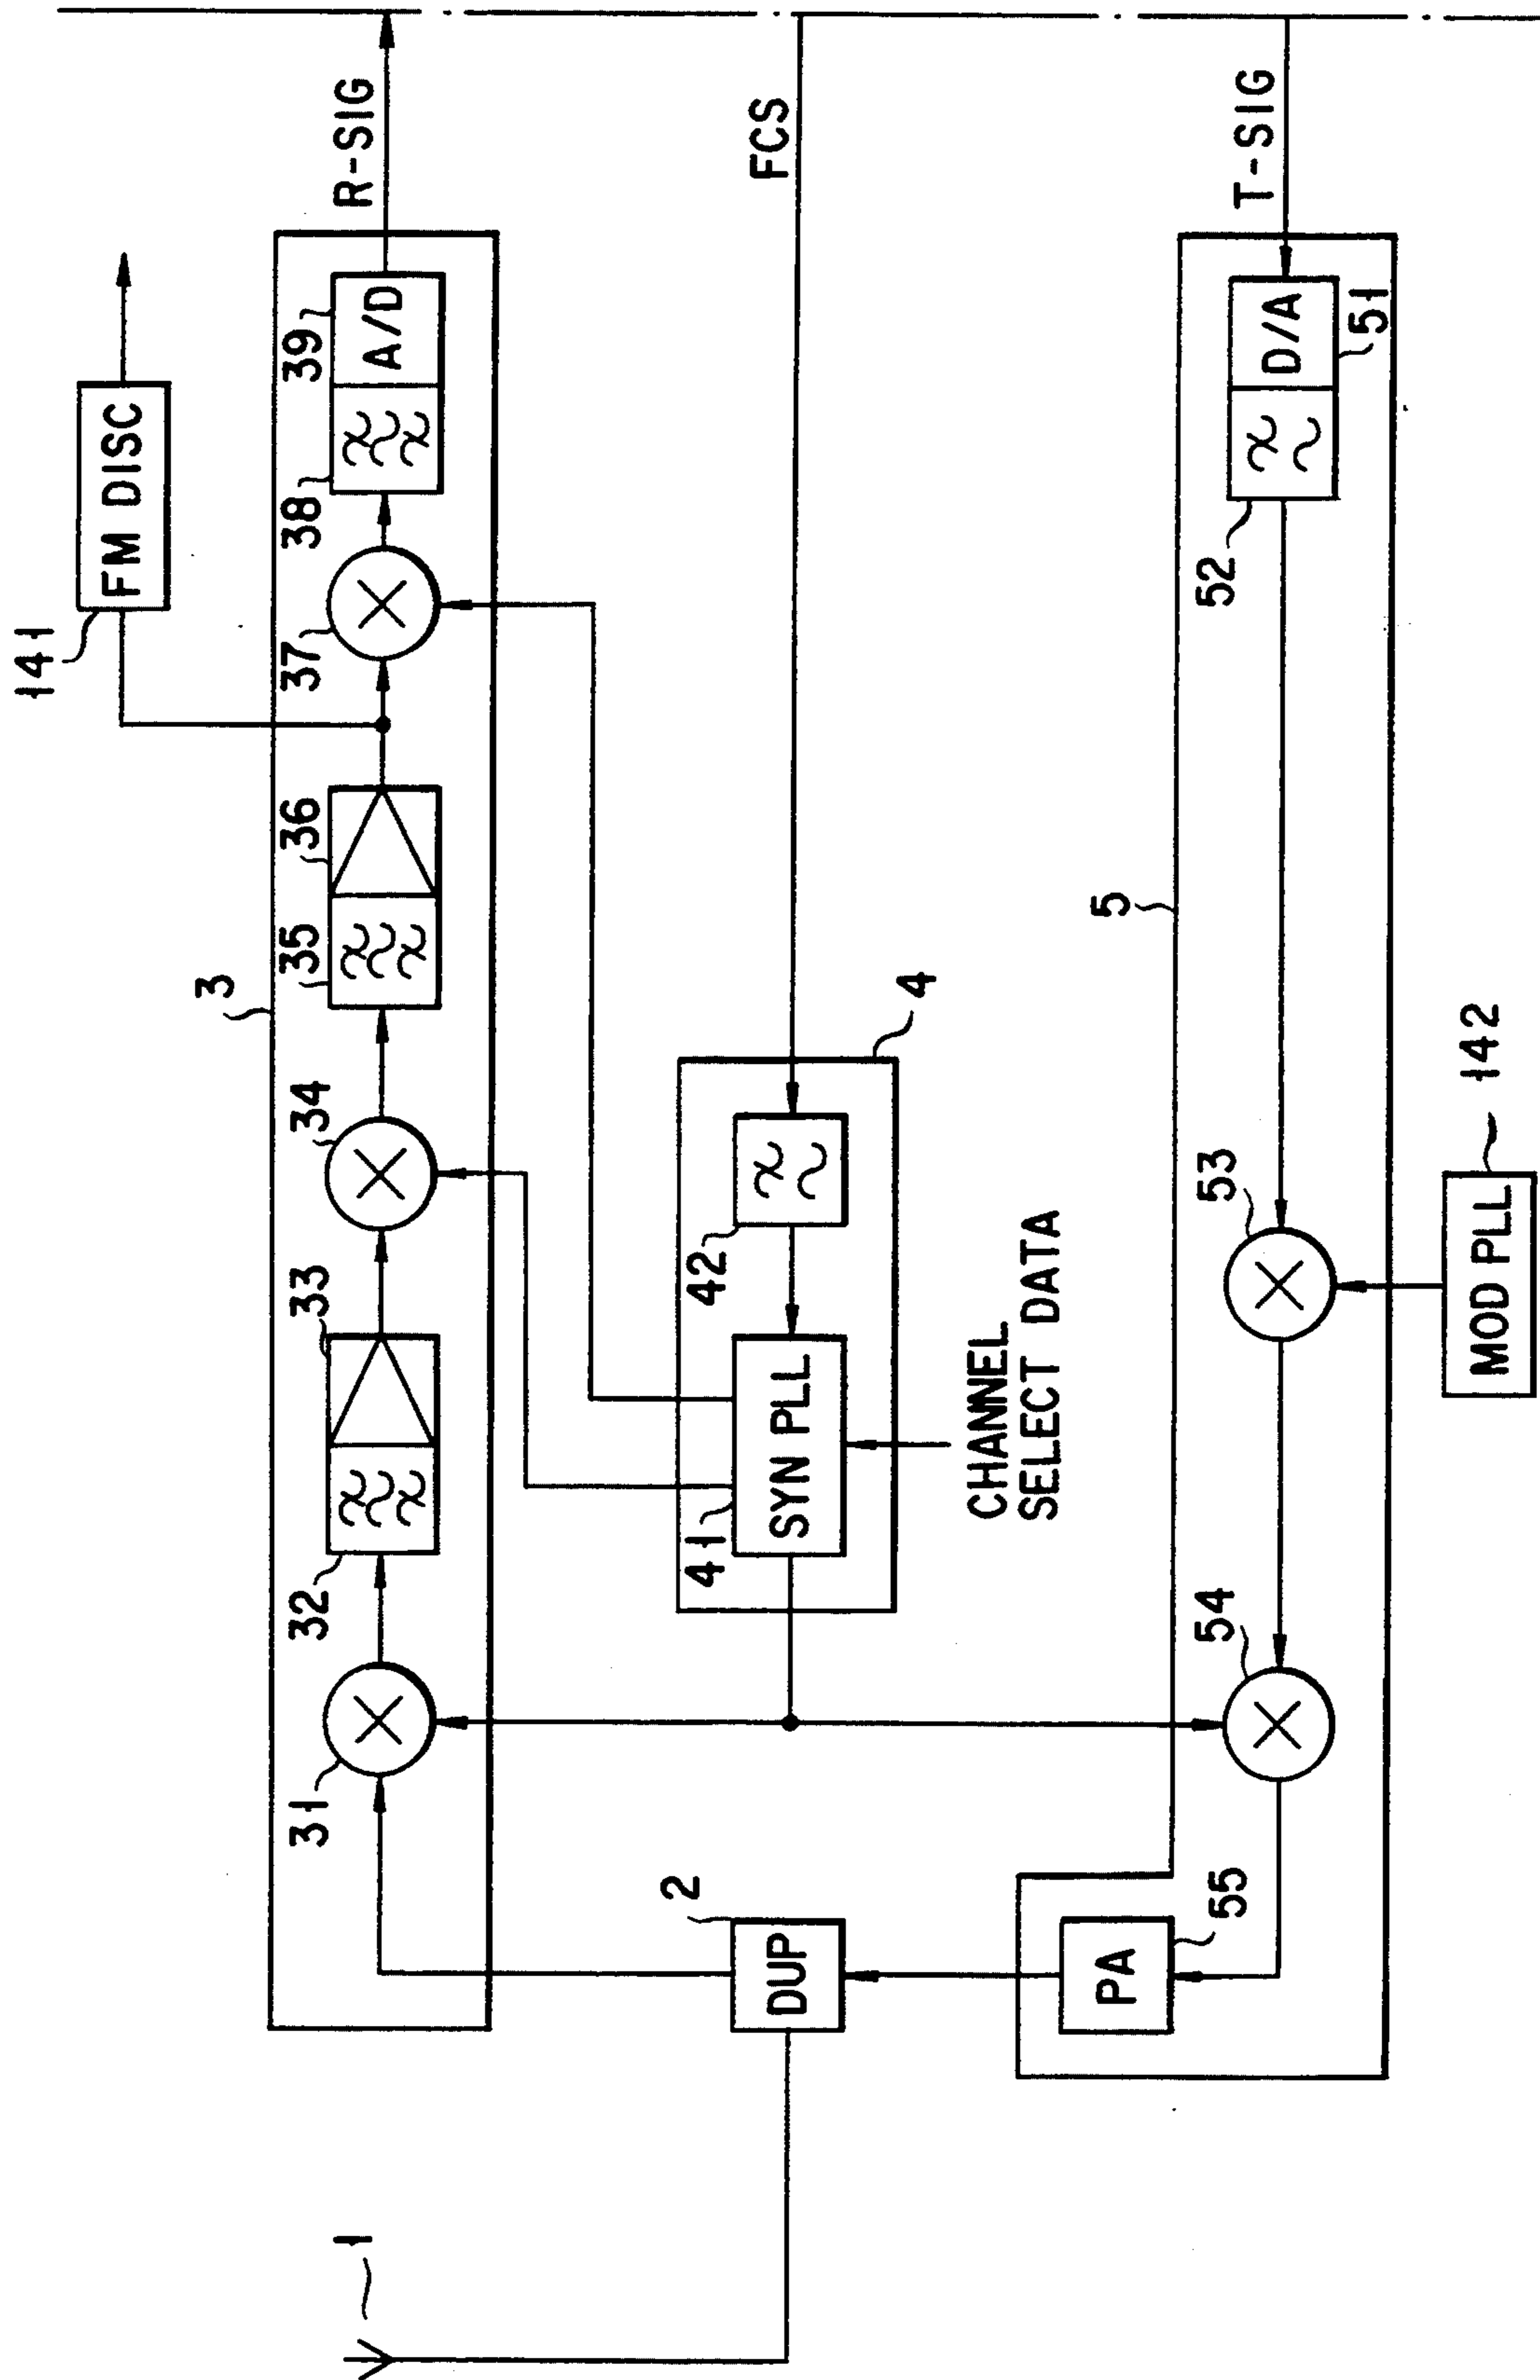 1
2
DUP
3
31
32
33
34
35
36
37
38
39
A/D
R-SIG
141
FM DISC
4
41
SYN PLL
42
FCS
CHANNEL
SELECT DATA
5
55
PA
54
53
52
D/A
51
T-SIG
142
MOD PLL